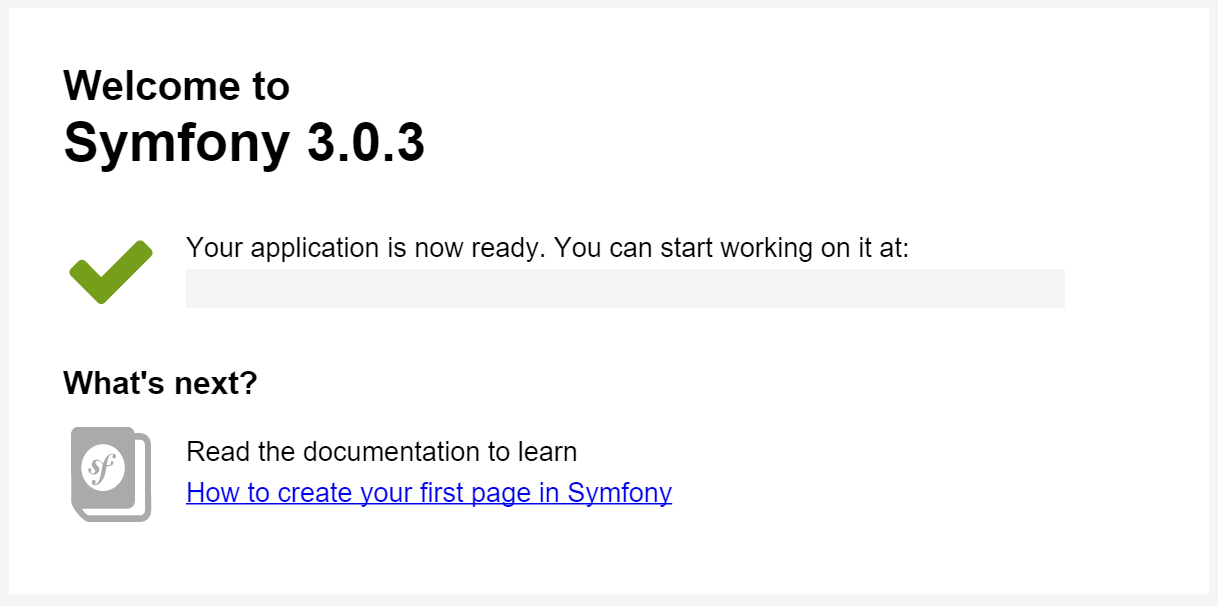 Welcome to
Symfony 3.0.3
Your application is now ready. You can start working on it at:
What's next?
sf
Read the documentation to learn
How to create your first page in Symfony